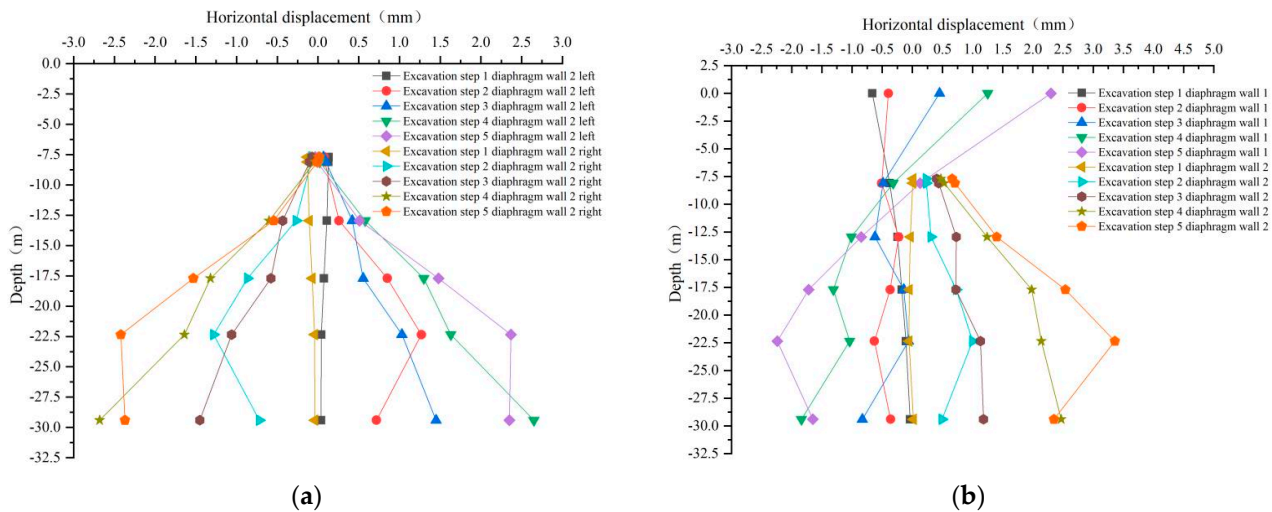 Horizontal displacement（mm）
-3.0 -2.5 -2.0 -1.5 -1.0 -0.5 0.0 0.5 1.0 1.5 2.0 2.5 3.0
0.0
-2.5
-5.0
-7.5
-10.0
-12.5
-15.0
-17.5
-20.0
-22.5
-25.0
-27.5
-30.0
-32.5
Depth（m）
Excavation step 1 diaphragm wall 2 left
Excavation step 2 diaphragm wall 2 left
Excavation step 3 diaphragm wall 2 left
Excavation step 4 diaphragm wall 2 left
Excavation step 5 diaphragm wall 2 left
Excavation step 1 diaphragm wall 2 right
Excavation step 2 diaphragm wall 2 right
Excavation step 3 diaphragm wall 2 right
Excavation step 4 diaphragm wall 2 right
Excavation step 5 diaphragm wall 2 right
(a)
Horizontal displacement（mm）
-3.0 -2.5 -2.0 -1.5 -1.0 -0.5 0.0 0.5 1.0 1.5 2.0 2.5 3.0 3.5 4.0 4.5 5.0
2.5
0.0
-2.5
-5.0
-7.5
-10.0
-12.5
-15.0
-17.5
-20.0
-22.5
-25.0
-27.5
-30.0
-32.5
Depth（m）
Excavation step 1 diaphragm wall 1
Excavation step 2 diaphragm wall 1
Excavation step 3 diaphragm wall 1
Excavation step 4 diaphragm wall 1
Excavation step 5 diaphragm wall 1
Excavation step 1 diaphragm wall 2
Excavation step 2 diaphragm wall 2
Excavation step 3 diaphragm wall 2
Excavation step 4 diaphragm wall 2
Excavation step 5 diaphragm wall 2
(b)